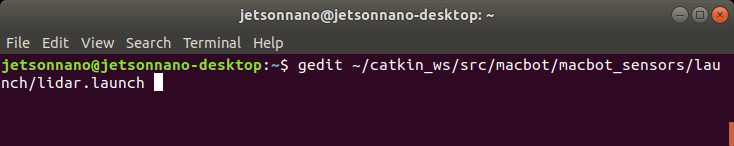 jetsonnano@jetsonnano-desktop: ~
File Edit View Search Terminal Help
jetsonnano@jetsonnano-desktop:~$ gedit ~/catkin_ws/src/macbot/macbot_sensors/lau
nch/lidar.launch